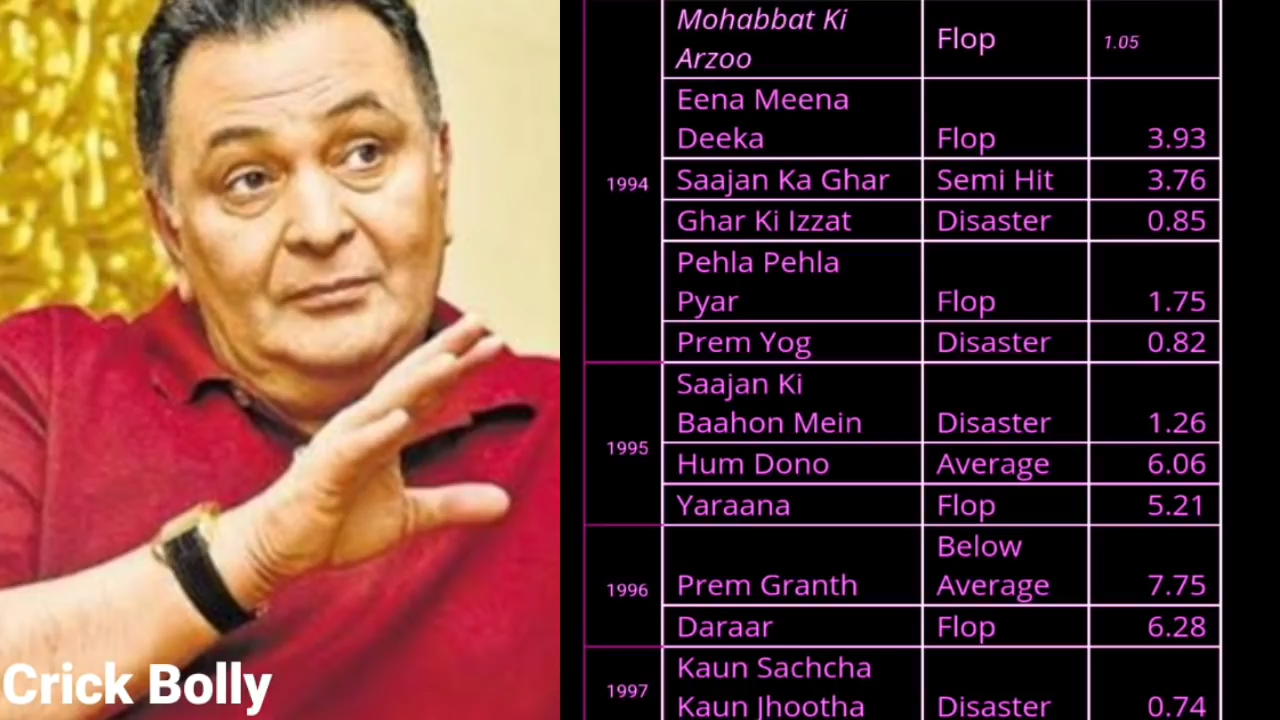 Mohabbat Ki
Arzoo
Flop
1.05
1994
Eena Meena
Deeka
Flop
3.93
Saajan Ka Ghar
Semi Hit
3.76
Ghar Ki Izzat
Disaster
0.85
Pehla Pehla
Pyar
Flop
1.75
Prem Yog
Disaster
0.82
1995
Saajan Ki
Baahon Mein
Disaster
1.26
Hum Dono
Average
6.06
Yaraana
Flop
5.21
1996
Prem Granth
Below
Average
7.75
Daraar
Flop
6.28
1997
Kaun Sachcha
Kaun Jhootha
Disaster
0.74
Crick Bolly